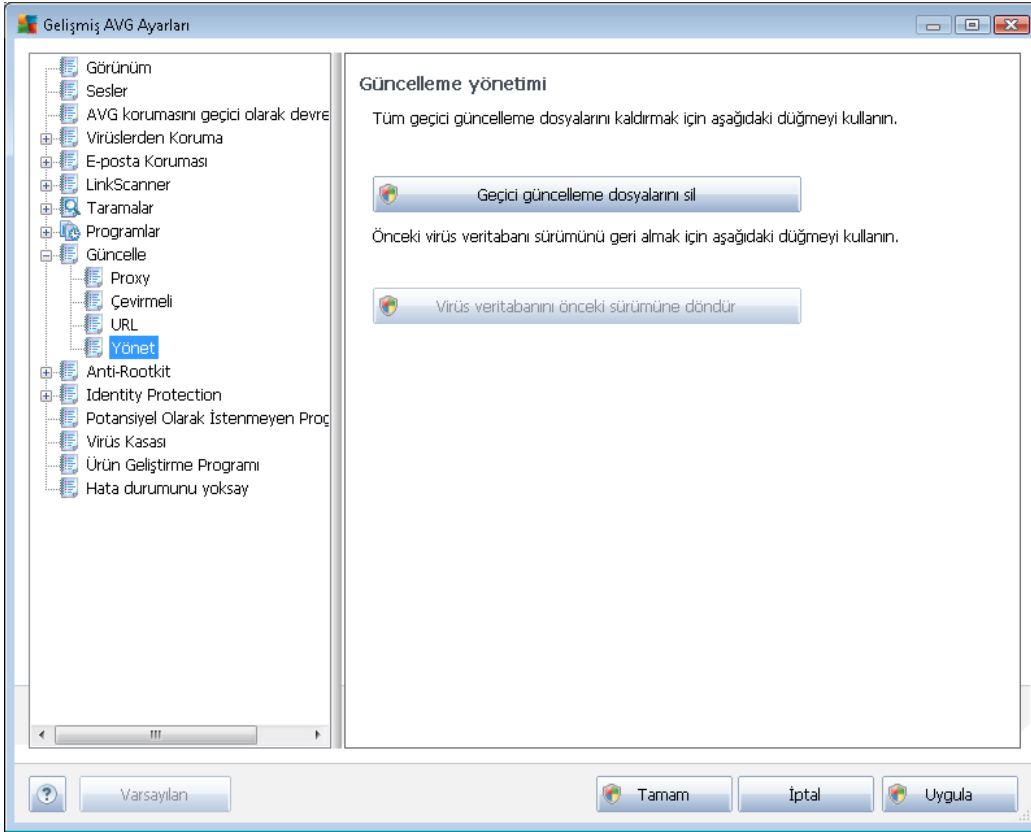 Gelişmiş AVG Ayarları
Görünüm
Sesler
AVG korumasını geçici olarak devre
Virüslerden Koruma
E-posta Koruması
LinkScanner
Taramalar
Programlar
Güncelle
Proxy
Çevirmeli
URL
Yönet
Anti-Rootkit
Identity Protection
Potansiyel Olarak İstenmeyen Proç
Virüs Kasası
Ürün Geliştirme Programı
Hata durumunu yoksay
Güncelleme yönetimi
Tüm geçici güncelleme dosyalarını kaldırmak için aşağıdaki düğmeyi kullanın.
Geçici güncelleme dosyalarını sil
Önceki virüs veritabanı sürümünü geri almak için aşağıdaki düğmeyi kullanın.
Virüs veritabanını önceki sürümüne döndür
?
Varsayılan
Tamam
İptal
Uygula